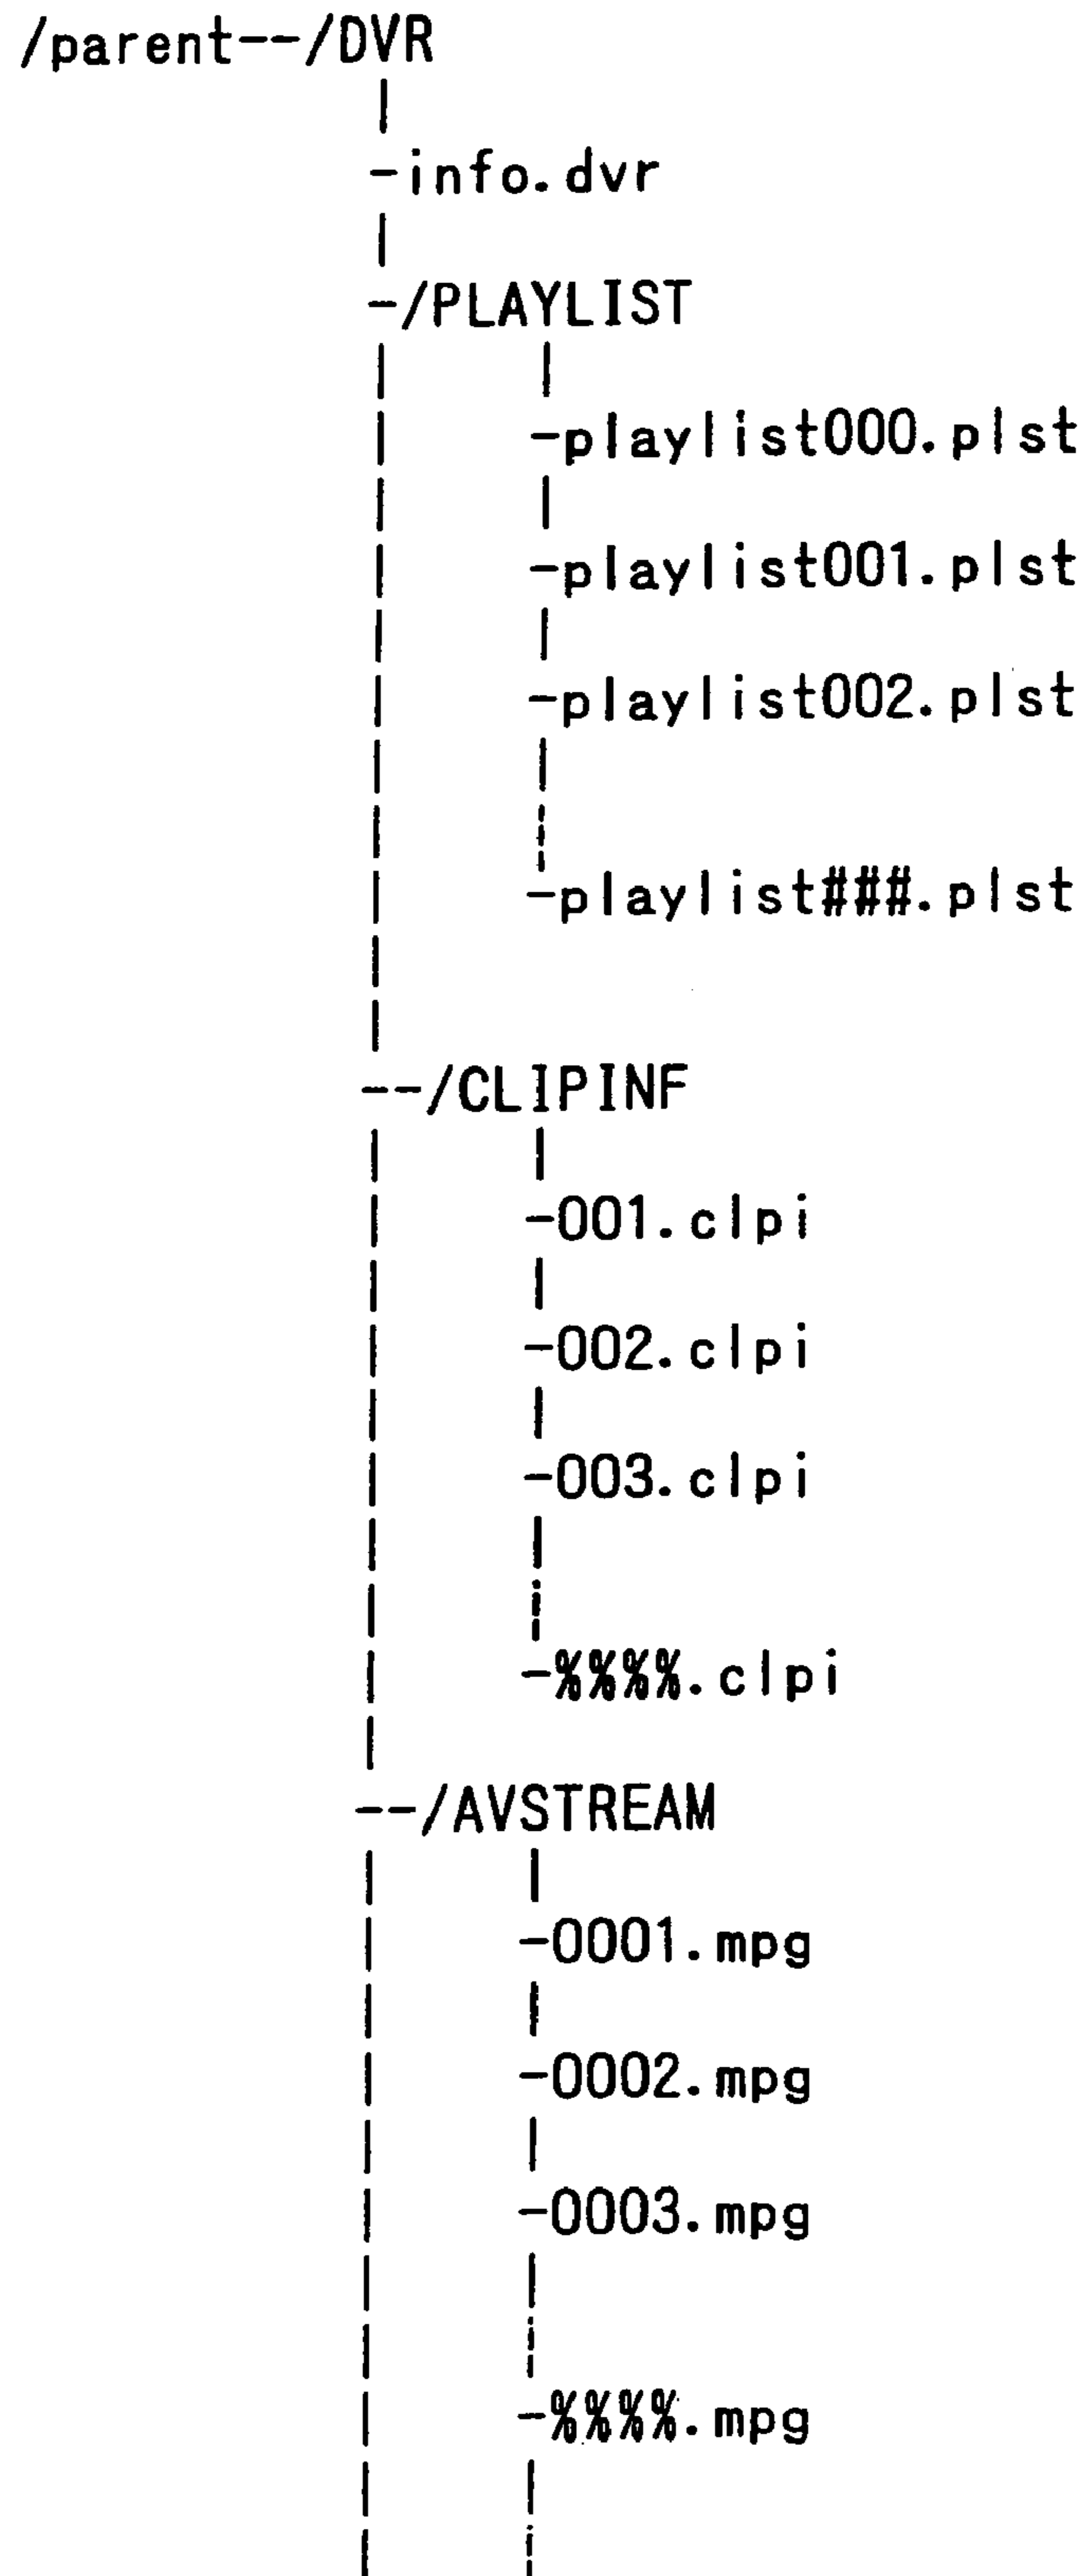 /parent--/DVR
-info.dvr
-/PLAYLIST
-playlist000.plst
-playlist001.plst
-playlist002.plst
-playlist###.plst
--/CLIPINF
-001.clpi
-002.clpi
-003.clpi
-%%%%.clpi
--/AVSTREAM
-0001.mpg
-0002.mpg
-0003.mpg
-%%%%.mpg